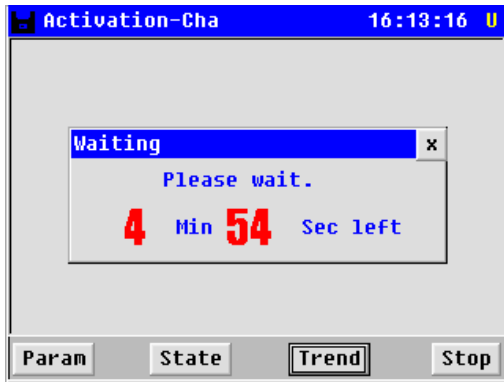 Activation-Cha 16:13:16 U
Waiting x
Please wait.
4 Min 54 Sec left
Param State Trend Stop